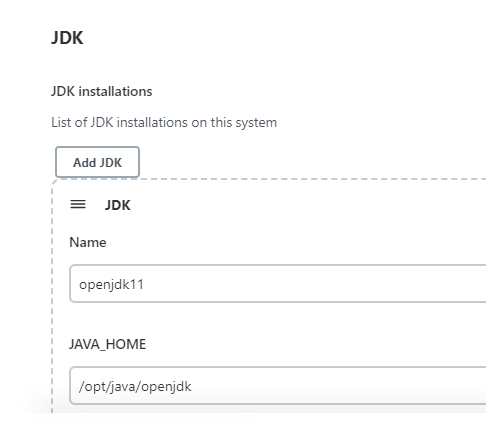 JDK
JDK installations
List of JDK installations on this system
Add JDK
JDK
Name
openjdk11
JAVA_HOME
/opt/java/openjdk